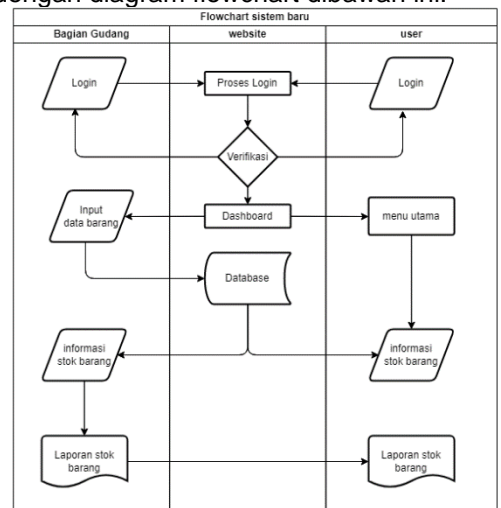 dengan diagram flowchart dibawah ini.
Flowchart sistem baru
Bagian Gudang
website
user
Login
Proses Login
Login
Verifikasi
Input
data barang
Dashboard
menu utama
Database
informasi
stok barang
informasi
stok barang
Laporan stok
barang
Laporan stok
barang